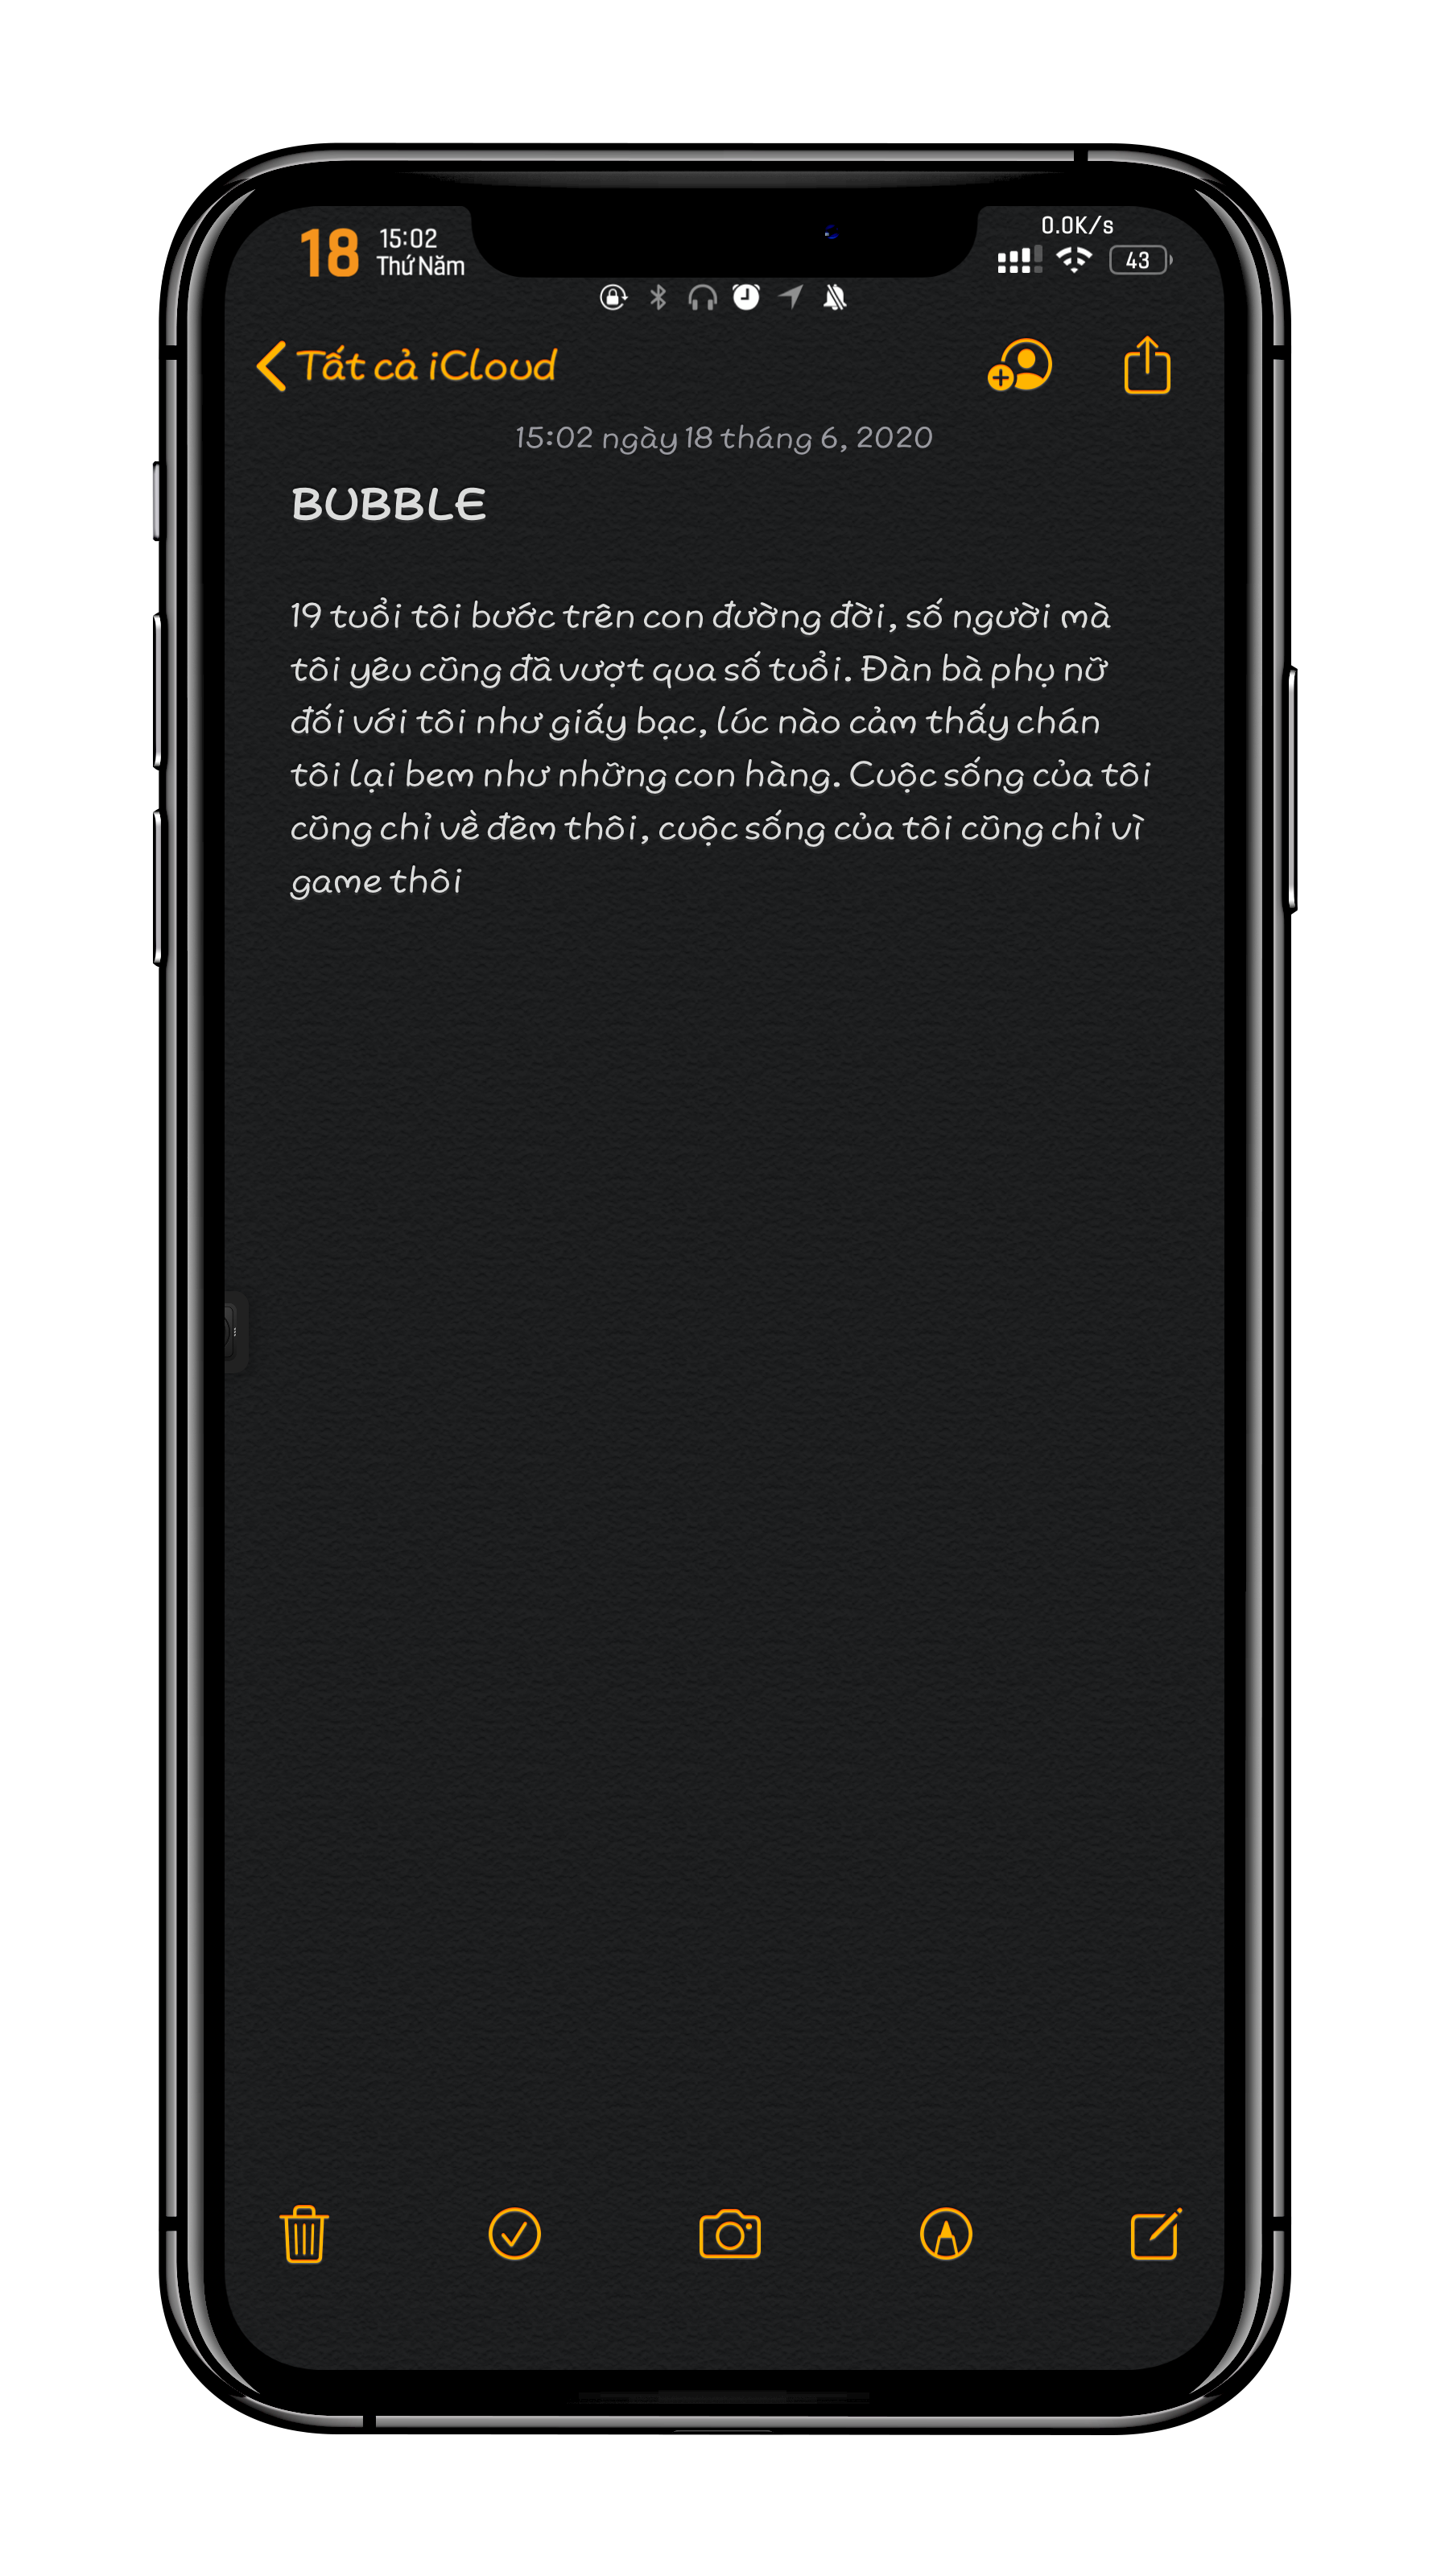 18 15:02
Thứ Năm
0.0K/s
43
Tất cả iCloud
15:02 ngày 18 tháng 6, 2020
BUBBLE
19 tuổi tôi bước trên con đường đời, số người mà
tôi yêu cũng đã vượt qua số tuổi. Đàn bà phụ nữ
đối với tôi như giấy bạc, lúc nào cảm thấy chán
tôi lại bem như những con hàng. Cuộc sống của tôi
cũng chỉ về đêm thôi, cuộc sống của tôi cũng chỉ vì
game thôi